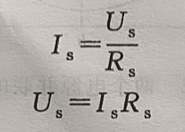 I_s = U_s / R_s
U_s = I_s R_s